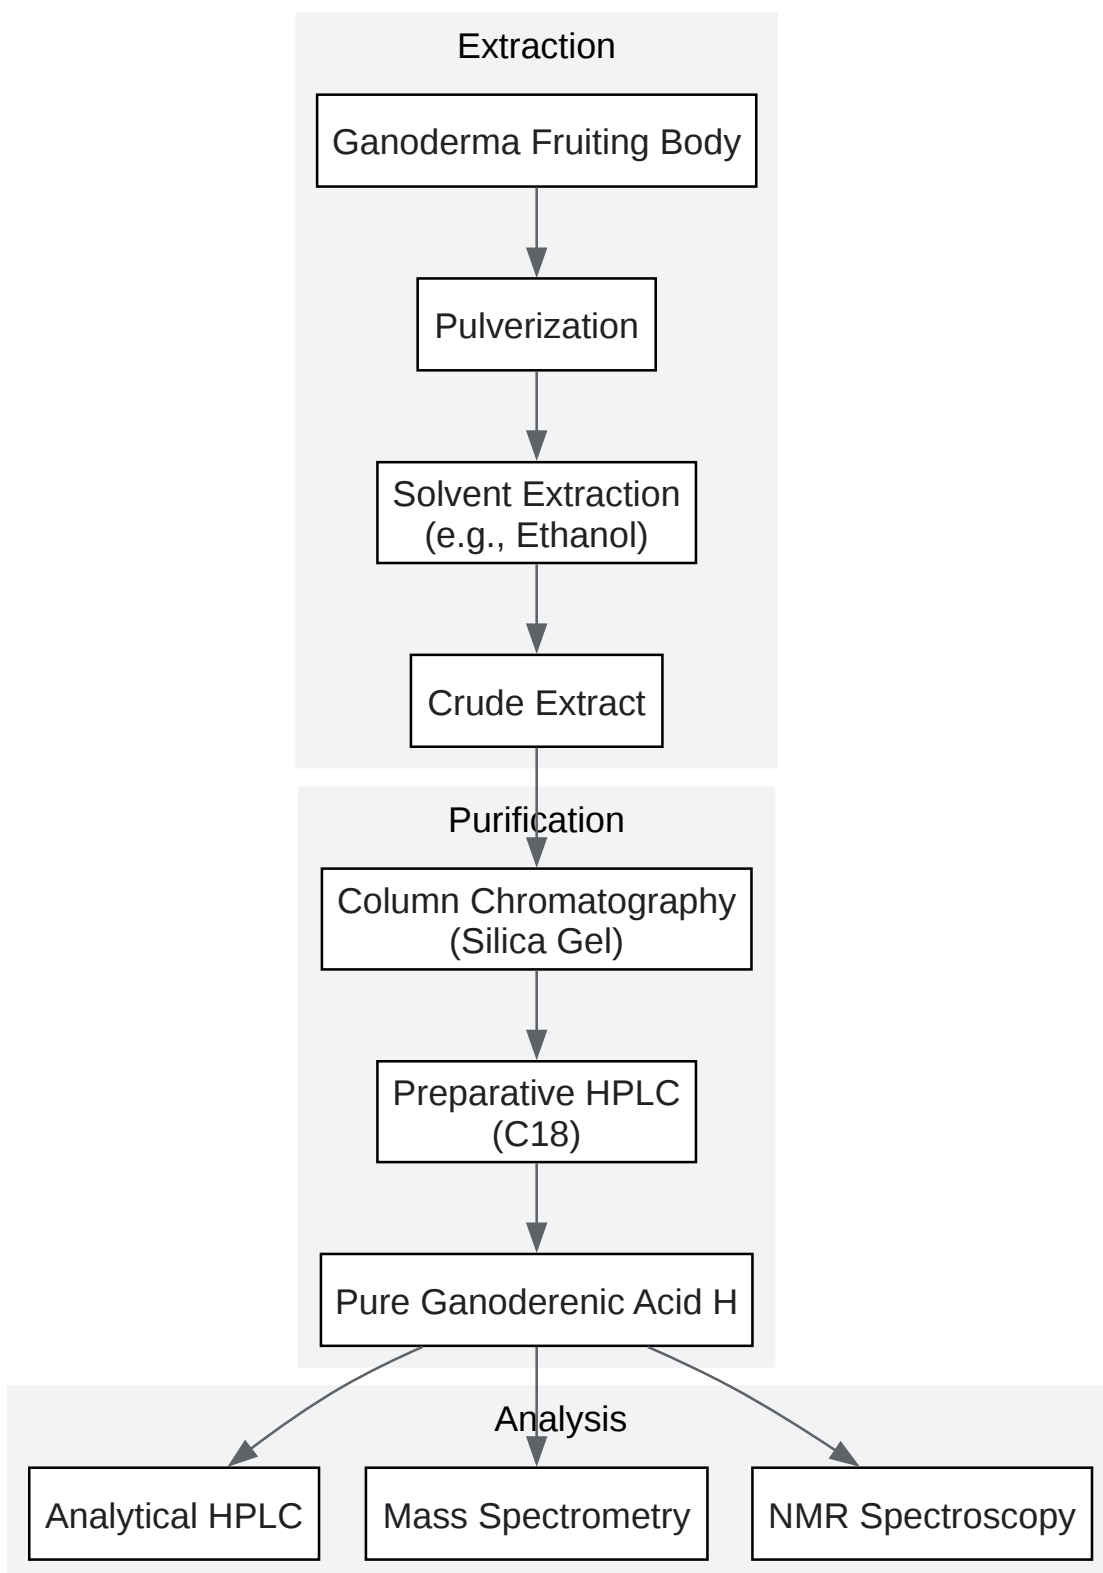 Extraction
Ganoderma Fruiting Body
Pulverization
Solvent Extraction
(e.g., Ethanol)
Crude Extract
Purification
Column Chromatography
(Silica Gel)
Preparative HPLC
(C18)
Pure Ganoderenic Acid H
Analysis
Analytical HPLC
Mass Spectrometry
NMR Spectroscopy